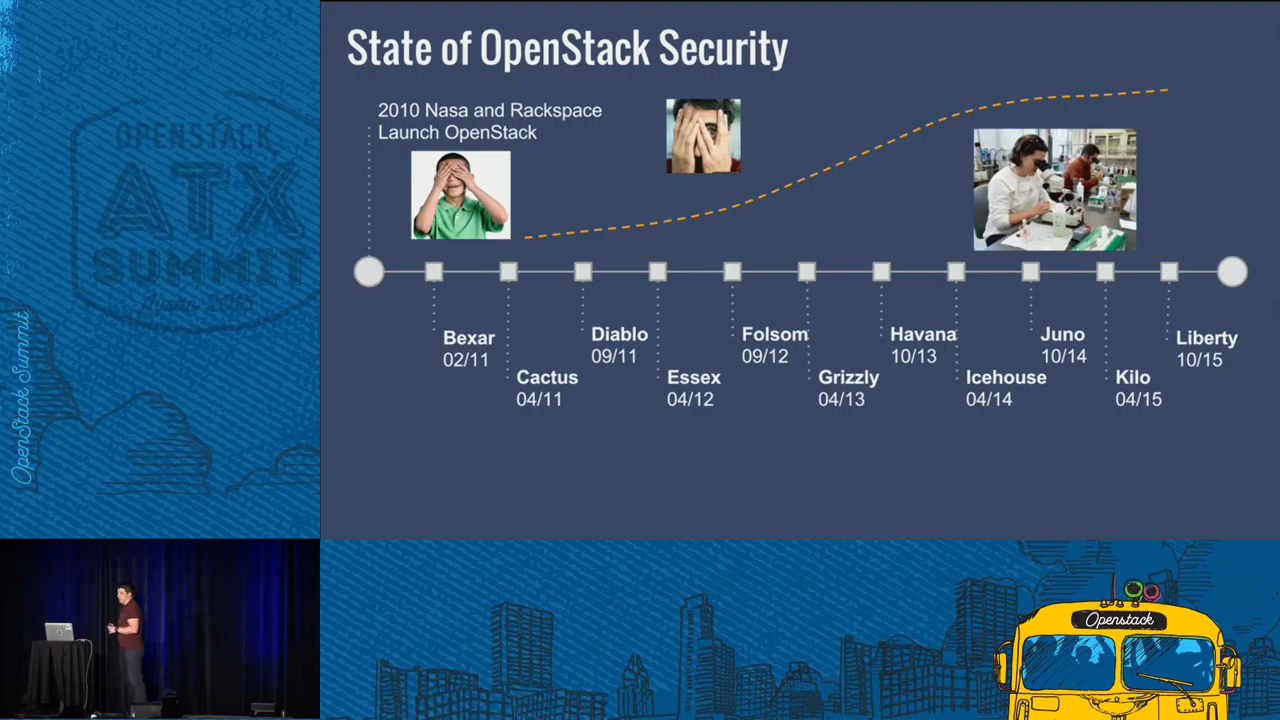 State of OpenStack Security
2010 Nasa and Rackspace
Launch OpenStack
Bexar
02/11
Cactus
04/11
Diablo
09/11
Essex
04/12
Folsom
09/12
Grizzly
04/13
Havana
10/13
Icehouse
04/14
Juno
10/14
Kilo
04/15
Liberty
10/15
OPENSTACK
ATX
SUMMIT
Austin 2016
OpenStack Summit
Openstack